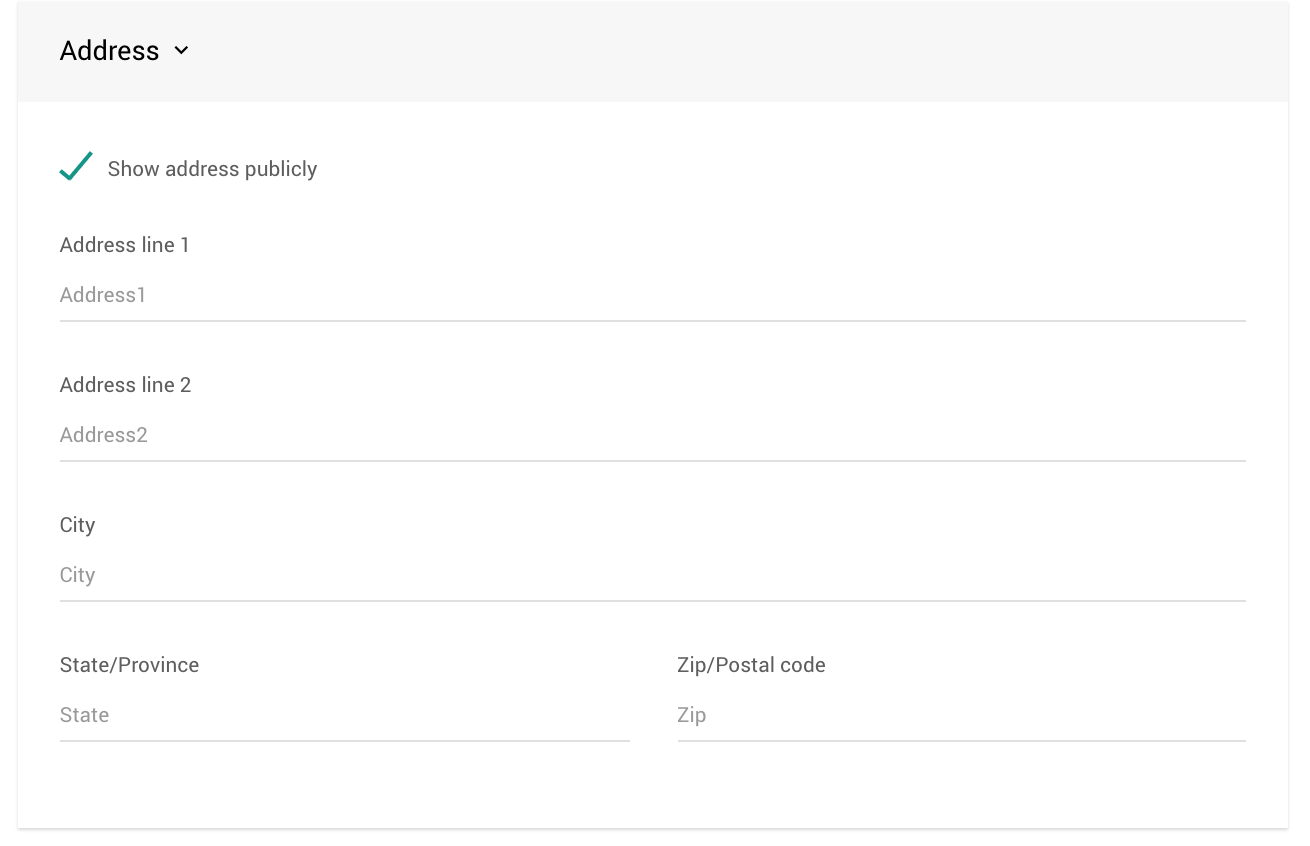 Address
Show address publicly
Address line 1
Address1
Address line 2
Address2
City
City
State/Province Zip/Postal code
State Zip